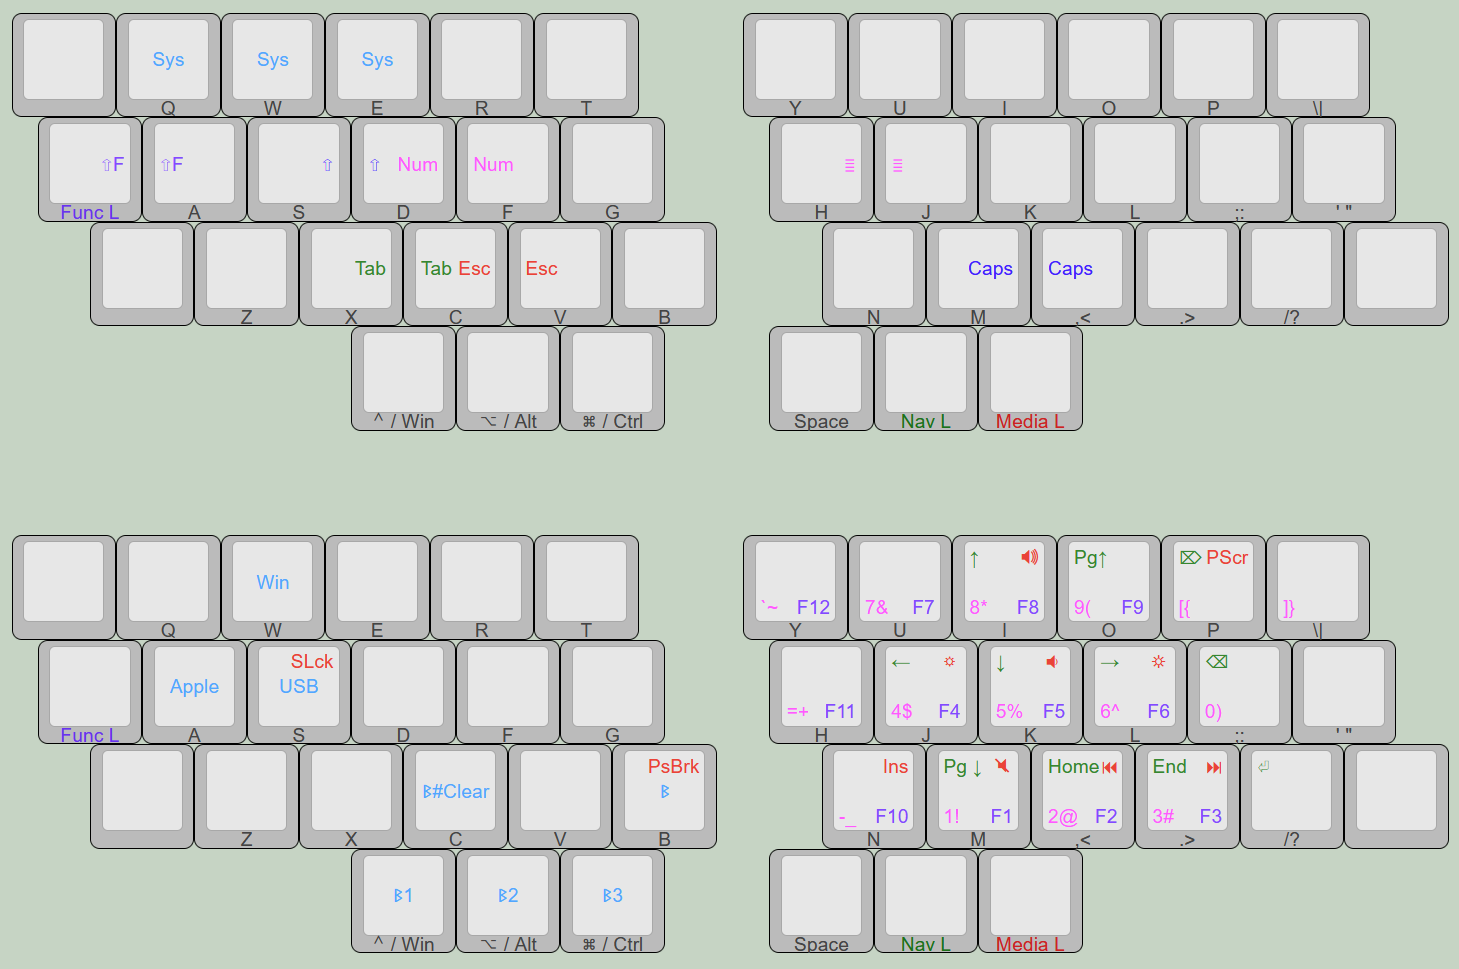 Sys Sys Sys
Q W E R T Y U I O P \|
⇧F ⇧F ⇧ ⇧ Num Num ☰ ☰
Func L A S D F G H J K L ;: ' "
Tab Tab Esc Esc Caps Caps
Z X C V B N M ,< .> /?
^ / Win ⌥ / Alt ⌘ / Ctrl Space Nav L Media L
↑ Pg↑ ⌦ PScr
Win
`~ F12 7& F7 8* F8 9( F9 [{ ]}
Q W E R T Y U I O P \|
SLck ← ↓ → ⌫
Apple USB
=+ F11 4$ F4 5% F5 6^ F6 0)
Func L A S D F G H J K L ;: ' "
PsBrk Ins Pg↓ Home⏮ End ⏭ ⏎
ᛒ#Clear ᛒ
-_ F10 1! F1 2@ F2 3# F3
Z X C V B N M ,< .> /?
ᛒ1 ᛒ2 ᛒ3
^ / Win ⌥ / Alt ⌘ / Ctrl Space Nav L Media L